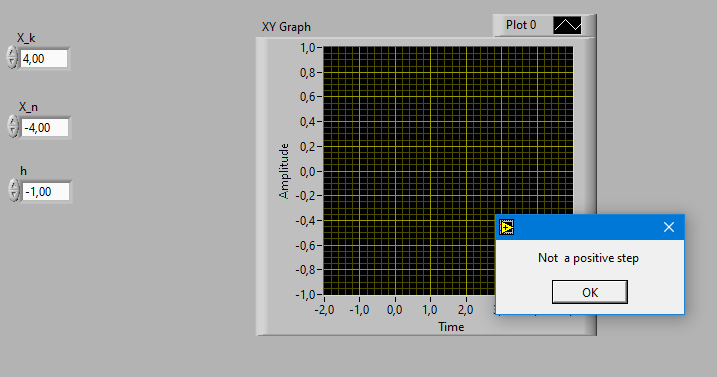 X_k
4,00
X_n
-4,00
h
-1,00
XY Graph
Plot 0
1,0
0,8
0,6
0,4
0,2
0,0
-0,2
-0,4
-0,6
-0,8
-1,0
Amplitude
-2,0 -1,0 0,0 1,0 2,0
Time
Not a positive step
OK